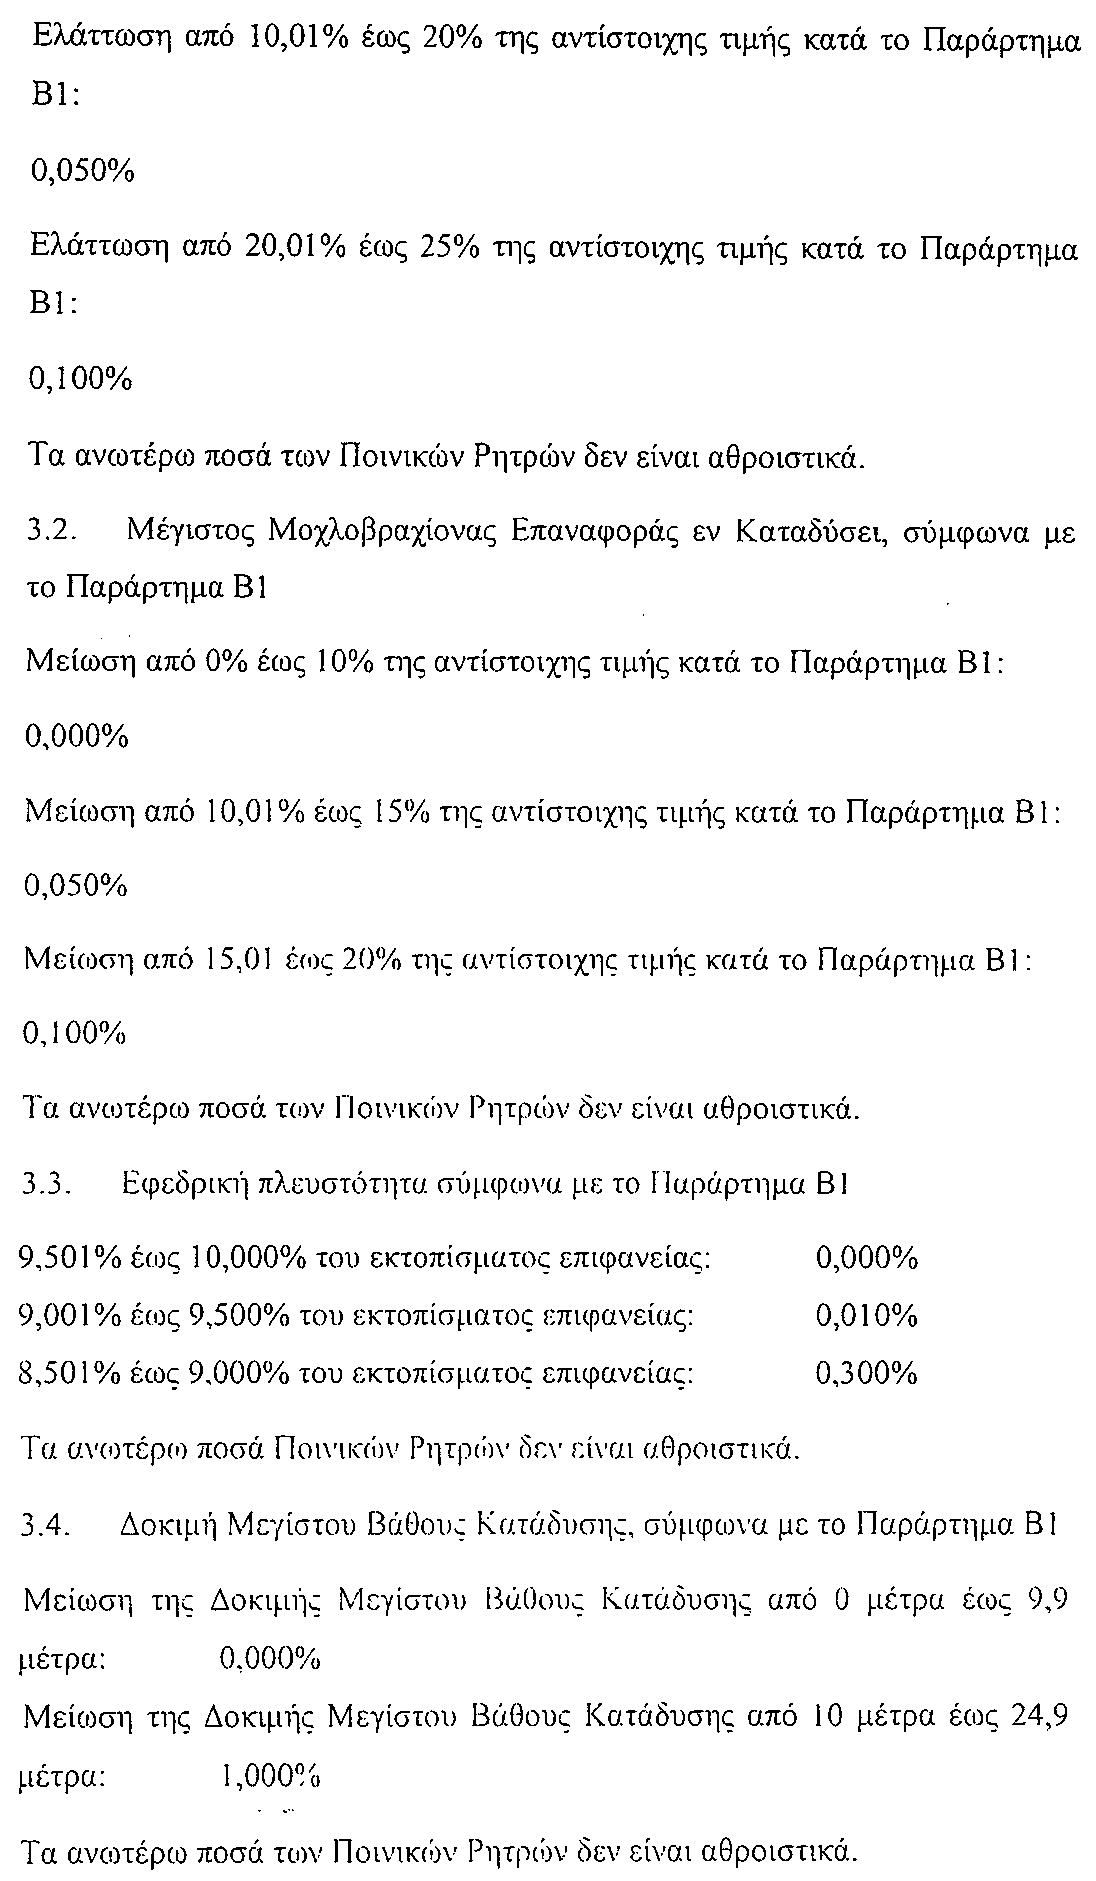 Ελάττωση από 10,01% έως 20% της αντίστοιχης τιμής κατά το Παράρτημα
Β1:
0,050%
Ελάττωση από 20,01% έως 25% της αντίστοιχης τιμής κατά το Παράρτημα
Β1:
0,100%
Τα ανωτέρω ποσά των Ποινικών Ρητρών δεν είναι αθροιστικά.
3.2. Μέγιστος Μοχλοβραχίονας Επαναφοράς εν Καταδύσει, σύμφωνα με
το Παράρτημα Β1
Μείωση από 0% έως 10% της αντίστοιχης τιμής κατά το Παράρτημα Β1:
0,000%
Μείωση από 10,01% έως 15% της αντίστοιχης τιμής κατά το Παράρτημα Β1:
0,050%
Μείωση από 15,01 έως 20% της αντίστοιχης τιμής κατά το Παράρτημα Β1:
0,100%
Τα ανωτέρω ποσά των Ποινικών Ρητρών δεν είναι αθροιστικά.
3.3. Εφεδρική πλευστότητα σύμφωνα με το Παράρτημα Β1
9,501% έως 10,000% του εκτοπίσματος επιφανείας: 0,000%
9,001% έως 9,500% του εκτοπίσματος επιφανείας: 0,010%
8,501% έως 9,000% του εκτοπίσματος επιφανείας: 0,300%
Τα ανωτέρω ποσά Ποινικών Ρητρών δεν είναι αθροιστικά.
3.4. Δοκιμή Μεγίστου Βάθους Κατάδυσης, σύμφωνα με το Παράρτημα Β1
Μείωση της Δοκιμής Μεγίστου Βάθους Κατάδυσης από 0 μέτρα έως 9,9
μέτρα: 0,000%
Μείωση της Δοκιμής Μεγίστου Βάθους Κατάδυσης από 10 μέτρα έως 24,9
μέτρα: 1,000%
Τα ανωτέρω ποσά των Ποινικών Ρητρών δεν είναι αθροιστικά.